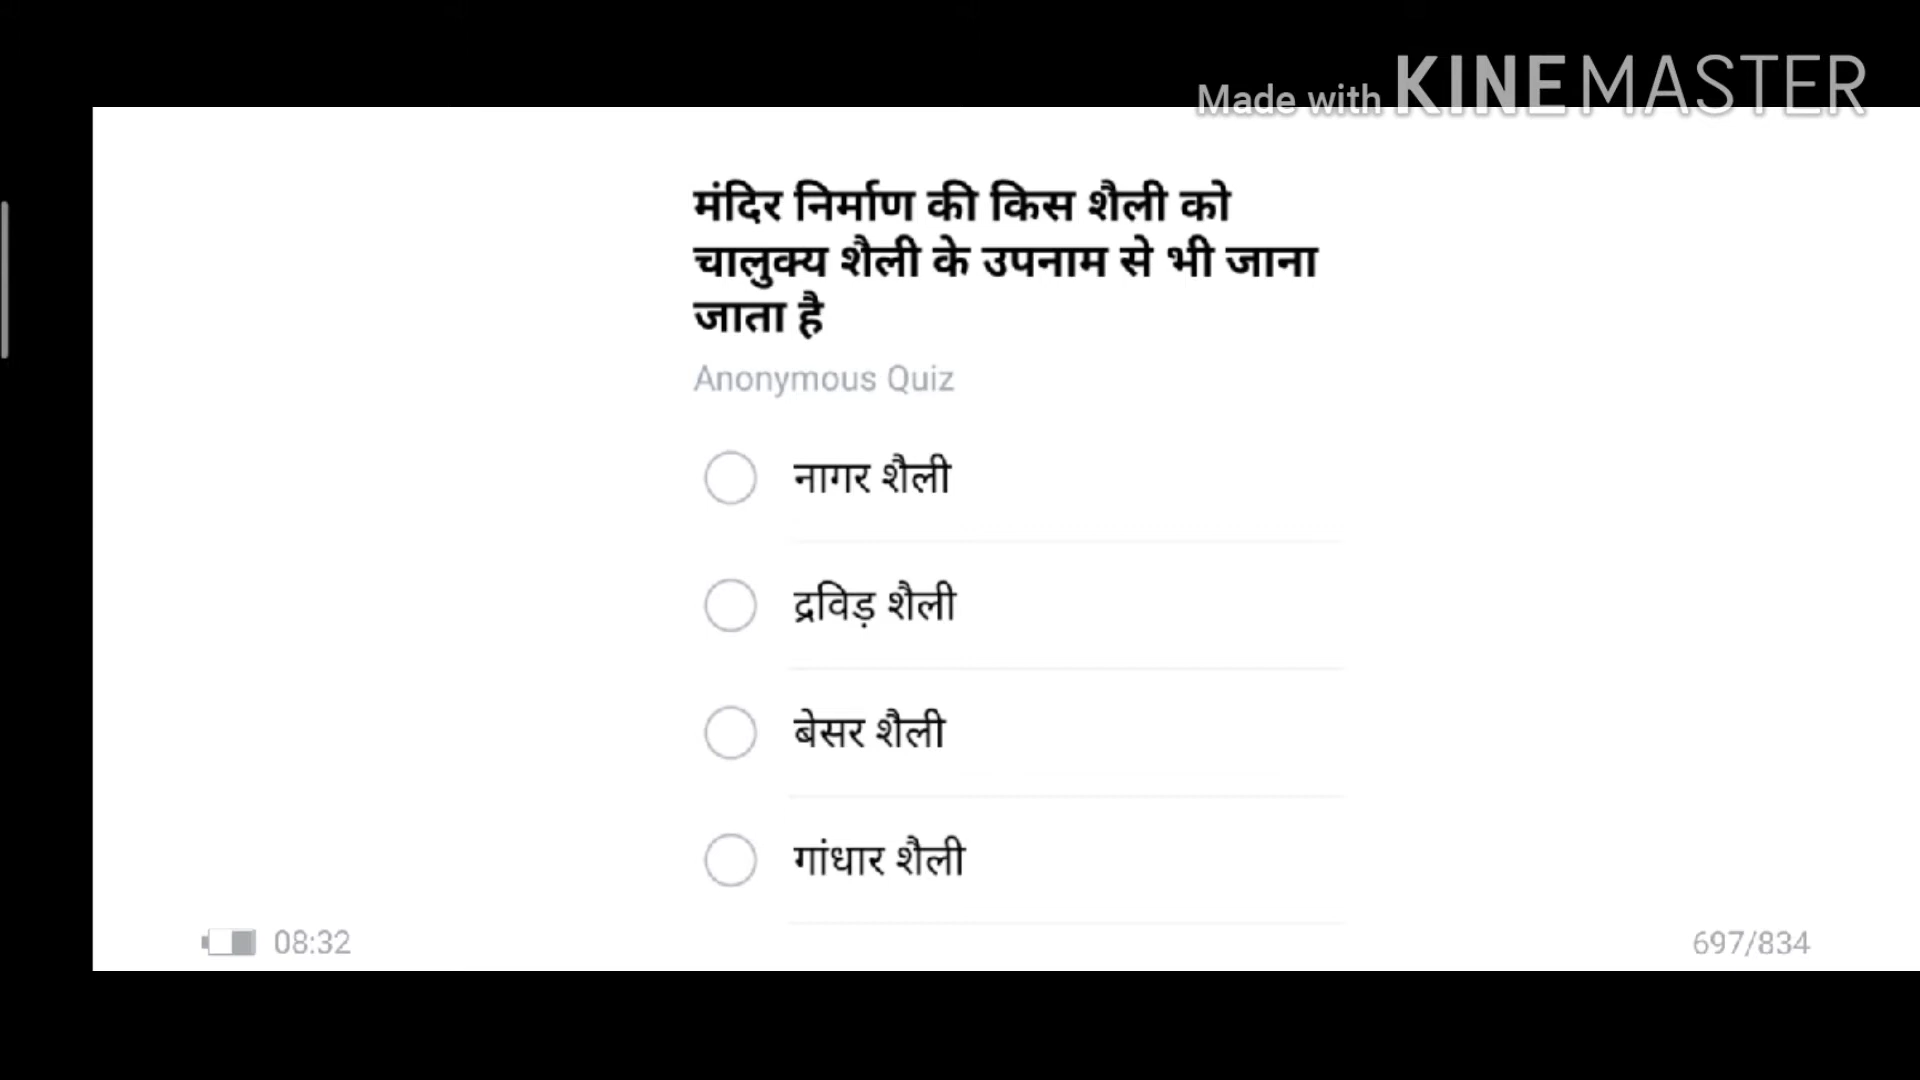 Made with KINEMASTER
मंदिर निर्माण की किस शैली को
चालुक्य शैली के उपनाम से भी जाना
जाता है
Anonymous Quiz
नागर शैली
द्रविड़ शैली
बेसर शैली
गांधार शैली
08:32
697/834